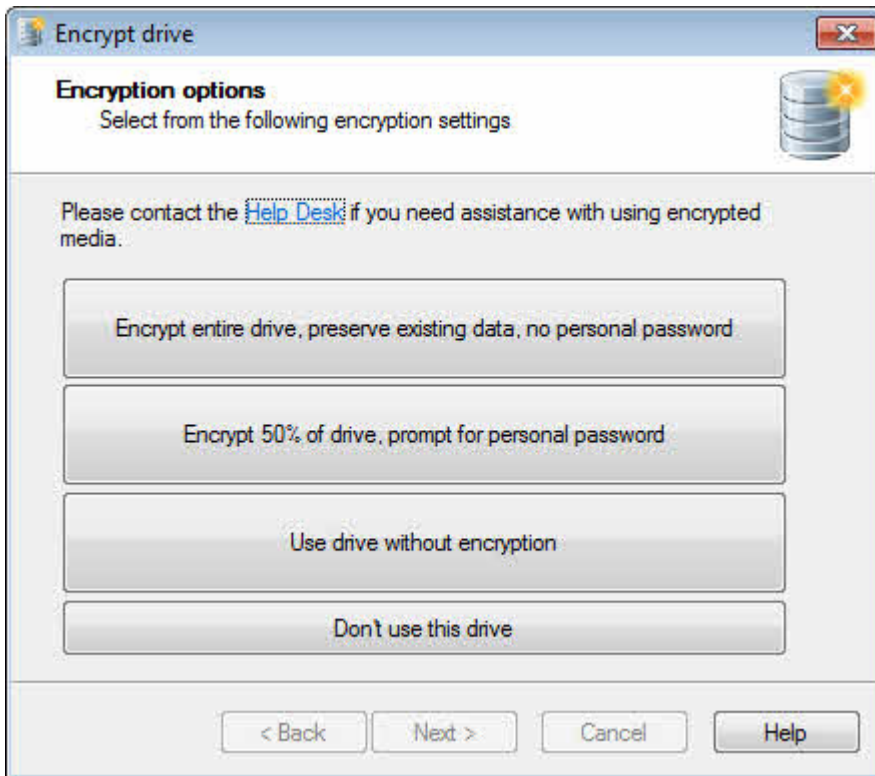 Encrypt drive
Encryption options
Select from the following encryption settings
Please contact the Help Desk if you need assistance with using encrypted
media.
Encrypt entire drive, preserve existing data, no personal password
Encrypt 50% of drive, prompt for personal password
Use drive without encryption
Don't use this drive
< Back Next > Cancel Help